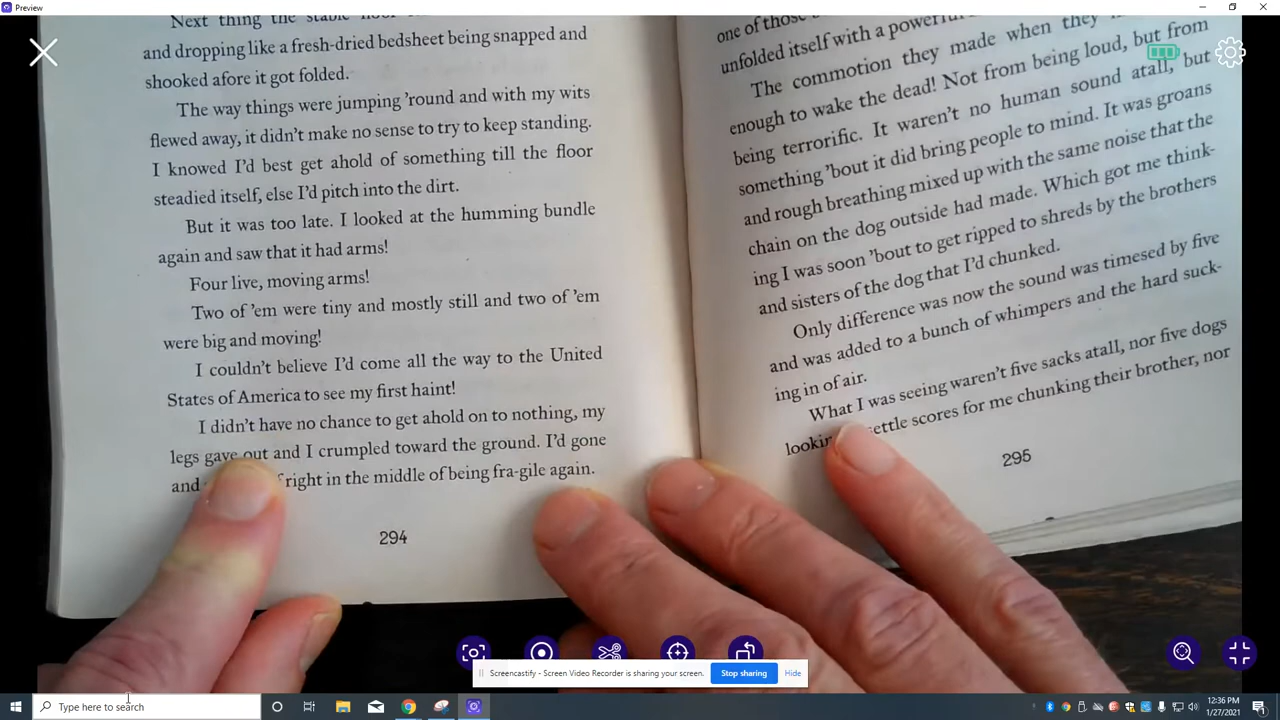 Preview
Next thing the stable
and dropping like a fresh-dried bedsheet being snapped and
shooked afore it got folded.
The way things were jumping 'round and with my wits
flewed away, it didn't make no sense to try to keep standing.
I knowed I'd best get ahold of something till the floor
steadied itself, else I'd pitch into the dirt.
But it was too late. I looked at the humming bundle
again and saw that it had arms!
Four live, moving arms!
Two of 'em were tiny and mostly still and two of 'em
were big and moving!
I couldn't believe I'd come all the way to the United
States of America to see my first haint!
I didn't have no chance to get ahold on to nothing, my
legs gave out and I crumpled toward the ground. I'd gone
and right in the middle of being fra-gile again.
294
one of those
unfolded itself with a powerful
The commotion they made when they
enough to wake the dead! Not from being loud, but from
being terrorific. It waren't no human sound atall, but
something 'bout it did bring people to mind. It was groans
and rough breathing mixed up with the same noise that the
chain on the dog outside had made. Which got me think-
ing I was soon 'bout to get ripped to shreds by the brothers
and sisters of the dog that I'd chunked.
Only difference was now the sound was timesed by five
and was added to a bunch of whimpers and the hard suck-
ing in of air.
What I was seeing waren't five sacks atall, nor five dogs
settle scores for me chunking their brother, nor
295
Screencastify - Screen Video Recorder is sharing your screen.
Stop sharing
Hide
Type here to search
12:36 PM
1/27/2021